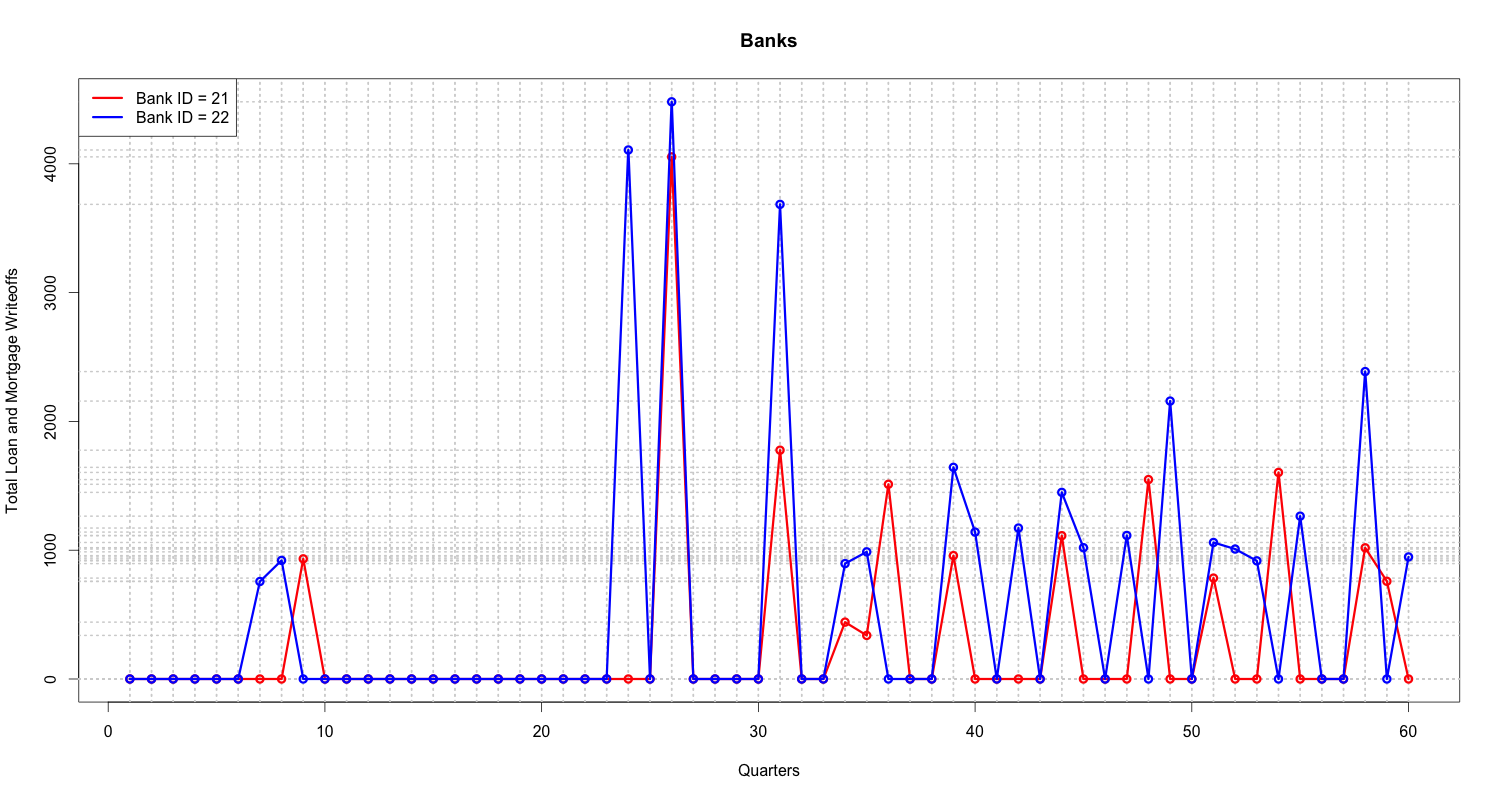 Banks
Bank ID = 21
Bank ID = 22
Total Loan and Mortgage Writeoffs
4000
3000
2000
1000
0
0 10 20 30 40 50 60
Quarters